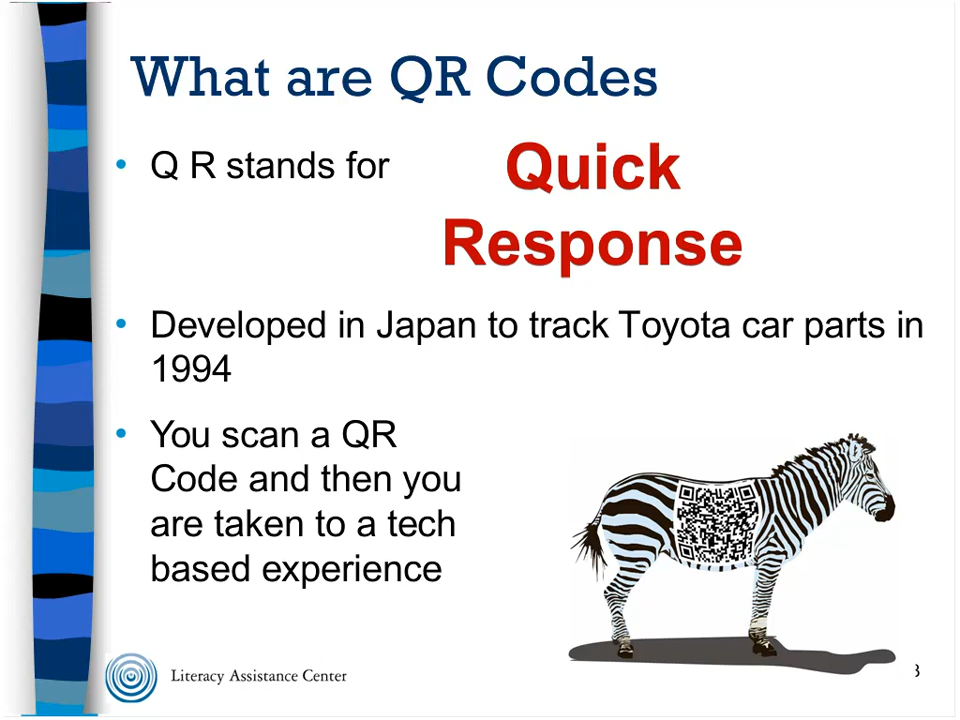 What are QR Codes
• Q R stands for
Quick
Response
• Developed in Japan to track Toyota car parts in
1994
• You scan a QR
Code and then you
are taken to a tech
based experience
Literacy Assistance Center
3